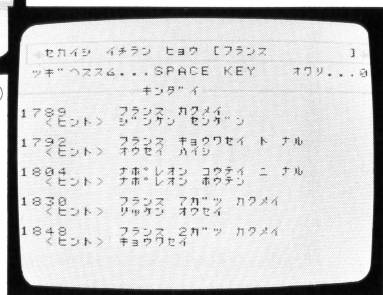 セカイシ イチラン ヒョウ [フランス ]
ツキ゛ヘススム...SPACE KEY オワリ...0
キンタ゛イ
1789 フランス カクメイ
<ヒント> シ゛ンケン センケ゛ン
1792 フランス キョウワセイ ト ナル
<ヒント> オウセイ ハイシ
1804 ナホ゜レオン コウテイ ニ ナル
<ヒント> ナホ゜レオン ホウテン
1830 フランス 7カ゛ツ カクメイ
<ヒント> リッケン オウセイ
1848 フランス 2カ゛ツ カクメイ
<ヒント> キョウワセイ